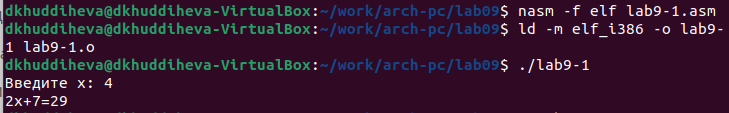 dkhuddiheva@dkhuddiheva-VirtualBox:~/work/arch-pc/lab09$ nasm -f elf lab9-1.asm
dkhuddiheva@dkhuddiheva-VirtualBox:~/work/arch-pc/lab09$ ld -m elf_i386 -o lab9-
1 lab9-1.o
dkhuddiheva@dkhuddiheva-VirtualBox:~/work/arch-pc/lab09$ ./lab9-1
Введите x: 4
2x+7=29